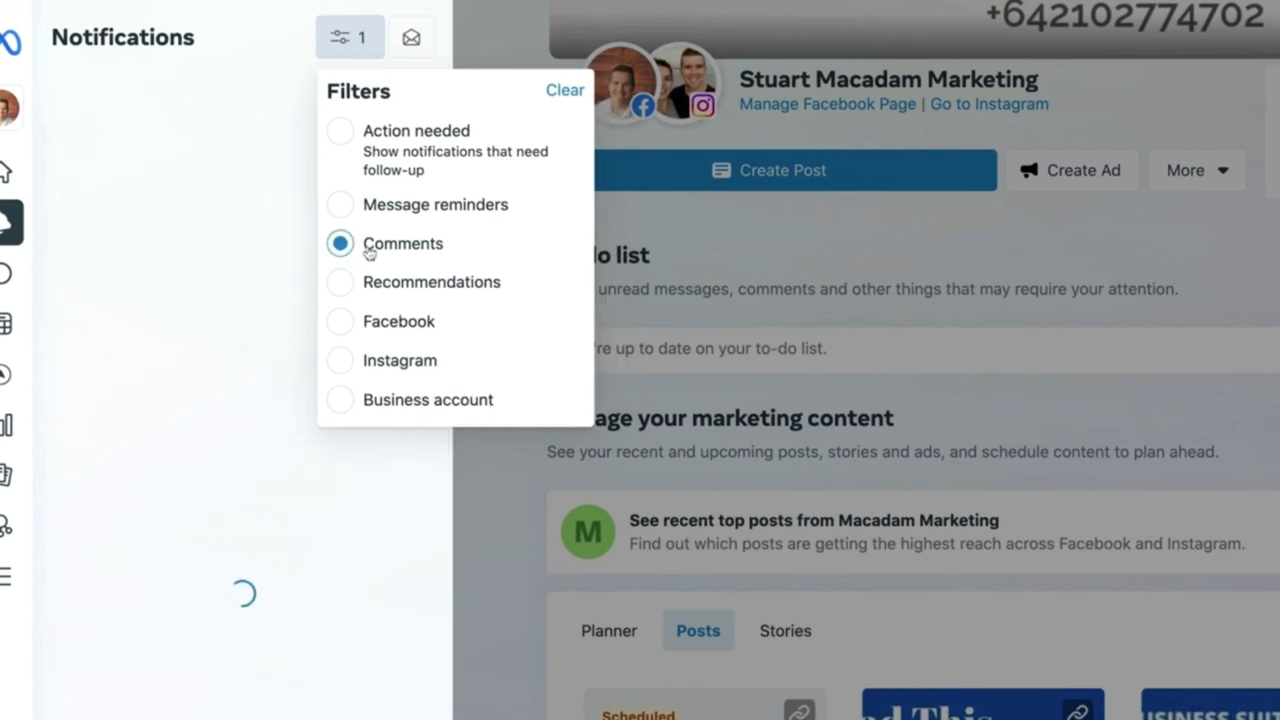 Notifications
1
Filters
Clear
Action needed
Show notifications that need
follow-up
Message reminders
Comments
Recommendations
Facebook
Instagram
Business account
+642102774702
Stuart Macadam Marketing
Manage Facebook Page | Go to Instagram
Create Post
Create Ad
More
o list
unread messages, comments and other things that may require your attention.
're up to date on your to-do list.
age your marketing content
See your recent and upcoming posts, stories and ads, and schedule content to plan ahead.
M
See recent top posts from Macadam Marketing
Find out which posts are getting the highest reach across Facebook and Instagram.
Planner
Posts
Stories
Scheduled
d This
USINESS SUI